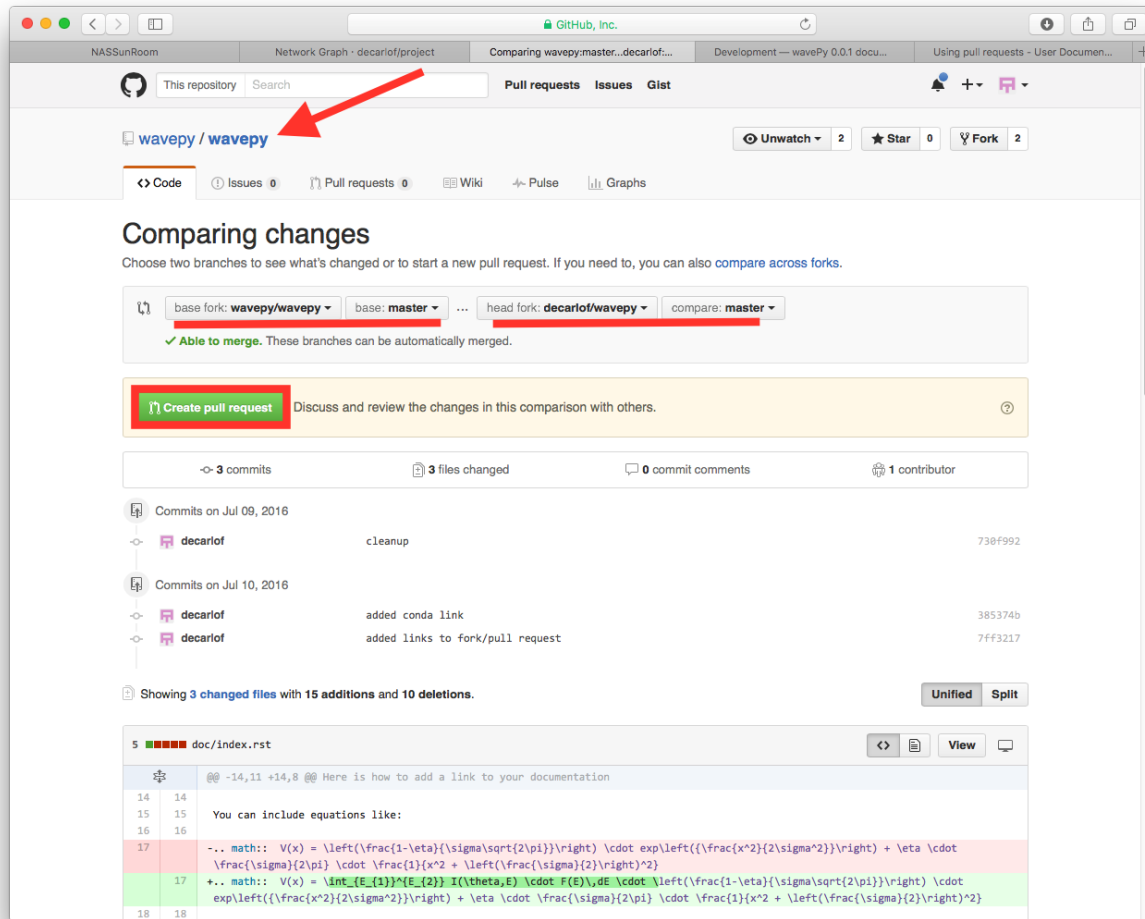 GitHub, Inc.
NASSunRoom
Network Graph · decarlof/project
Comparing wavepy:master...decarlof:...
Development — wavePy 0.0.1 docu...
Using pull requests - User Documen...
This repository Search Pull requests Issues Gist
wavepy / wavepy
Unwatch 2 Star 0 Fork 2
Code Issues 0 Pull requests 0 Wiki Pulse Graphs
Comparing changes
Choose two branches to see what's changed or to start a new pull request. If you need to, you can also compare across forks.
base fork: wavepy/wavepy base: master ... head fork: decarlof/wavepy compare: master
Able to merge. These branches can be automatically merged.
Create pull request Discuss and review the changes in this comparison with others.
3 commits 3 files changed 0 commit comments 1 contributor
Commits on Jul 09, 2016
decarlof cleanup 730f992
Commits on Jul 10, 2016
decarlof added conda link 385374b
decarlof added links to fork/pull request 7ff3217
Showing 3 changed files with 15 additions and 10 deletions. Unified Split
5 doc/index.rst <> View
@@ -14,11 +14,8 @@ Here is how to add a link to your documentation
14 14
15 15 You can include equations like:
16 16
17 -.. math::  V(x) = \left(\frac{1-\eta}{\sigma\sqrt{2\pi}}\right) \cdot exp\left({\frac{x^2}{2\sigma^2}}\right) + \eta \cdot
\frac{\sigma}{2\pi} \cdot \frac{1}{x^2 + \left(\frac{\sigma}{2}\right)^2}
17 +.. math::  V(x) = \int_{E_{1}}^{E_{2}} I(\theta,E) \cdot F(E)\,dE \cdot \left(\frac{1-\eta}{\sigma\sqrt{2\pi}}\right) \cdot
exp\left({\frac{x^2}{2\sigma^2}}\right) + \eta \cdot \frac{\sigma}{2\pi} \cdot \frac{1}{x^2 + \left(\frac{\sigma}{2}\right)^2}
18 18